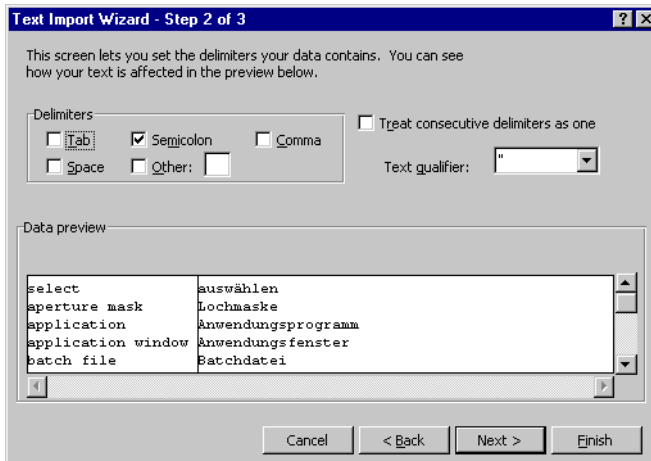 Text Import Wizard - Step 2 of 3
This screen lets you set the delimiters your data contains. You can see
how your text is affected in the preview below.
Delimiters
Tab Semicolon Comma
Space Other:
Treat consecutive delimiters as one
Text qualifier: "
Data preview
select auswählen
aperture mask Lochmaske
application Anwendungsprogramm
application window Anwendungsfenster
batch file Batchdatei
Cancel < Back Next > Finish